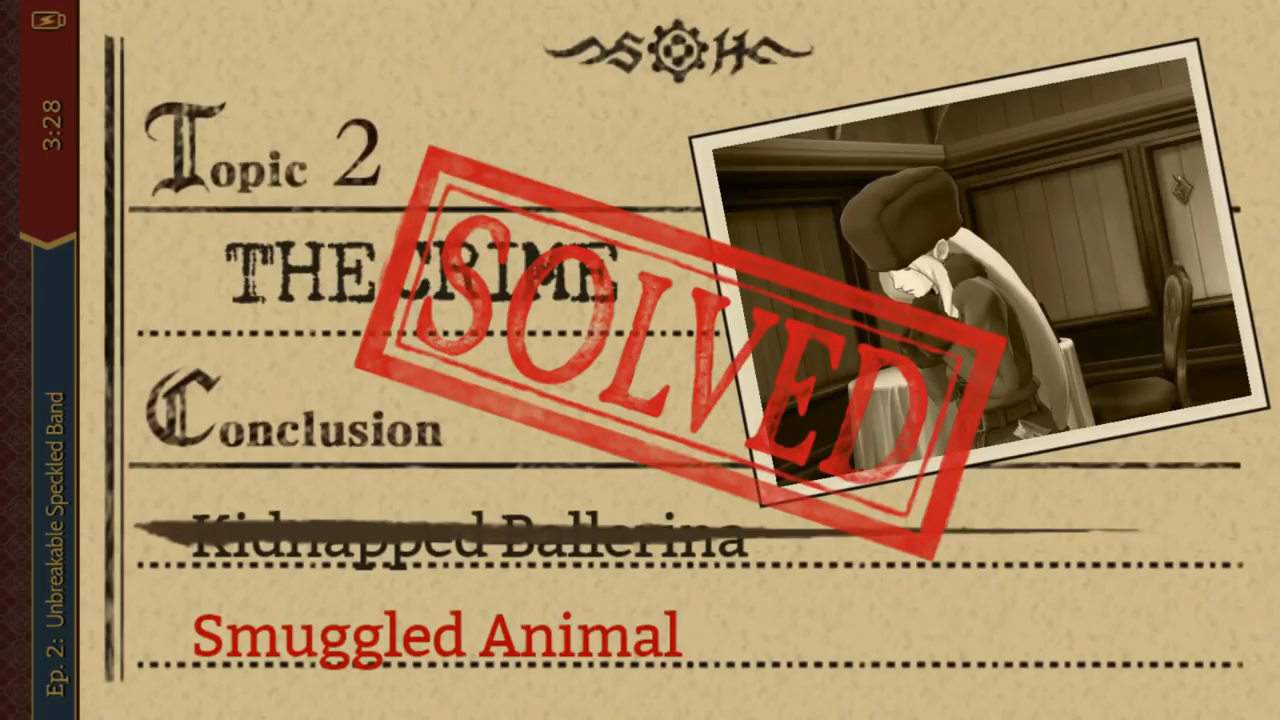 3:28
Ep. 2: Unbreakable Speckled Band
S H
Topic 2
THE CRIME
SOLVED
Conclusion
Kidnapped Ballerina
Smuggled Animal